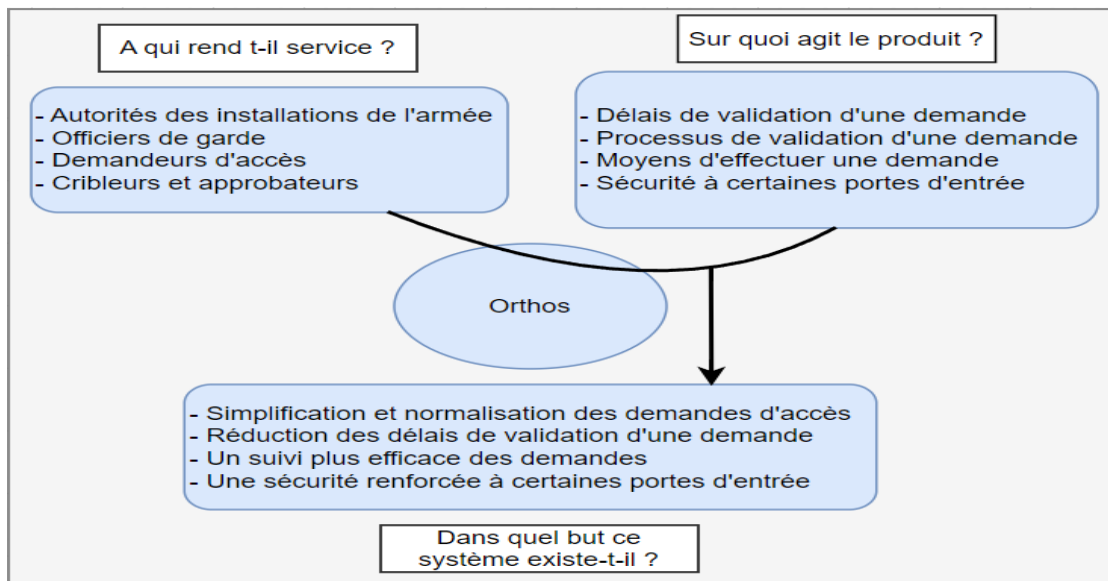 A qui rend t-il service ?
Sur quoi agit le produit ?
- Autorités des installations de l'armée
- Officiers de garde
- Demandeurs d'accès
- Cribleurs et approbateurs
- Délais de validation d'une demande
- Processus de validation d'une demande
- Moyens d'effectuer une demande
- Sécurité à certaines portes d'entrée
Orthos
- Simplification et normalisation des demandes d'accès
- Réduction des délais de validation d'une demande
- Un suivi plus efficace des demandes
- Une sécurité renforcée à certaines portes d'entrée
Dans quel but ce
système existe-t-il ?